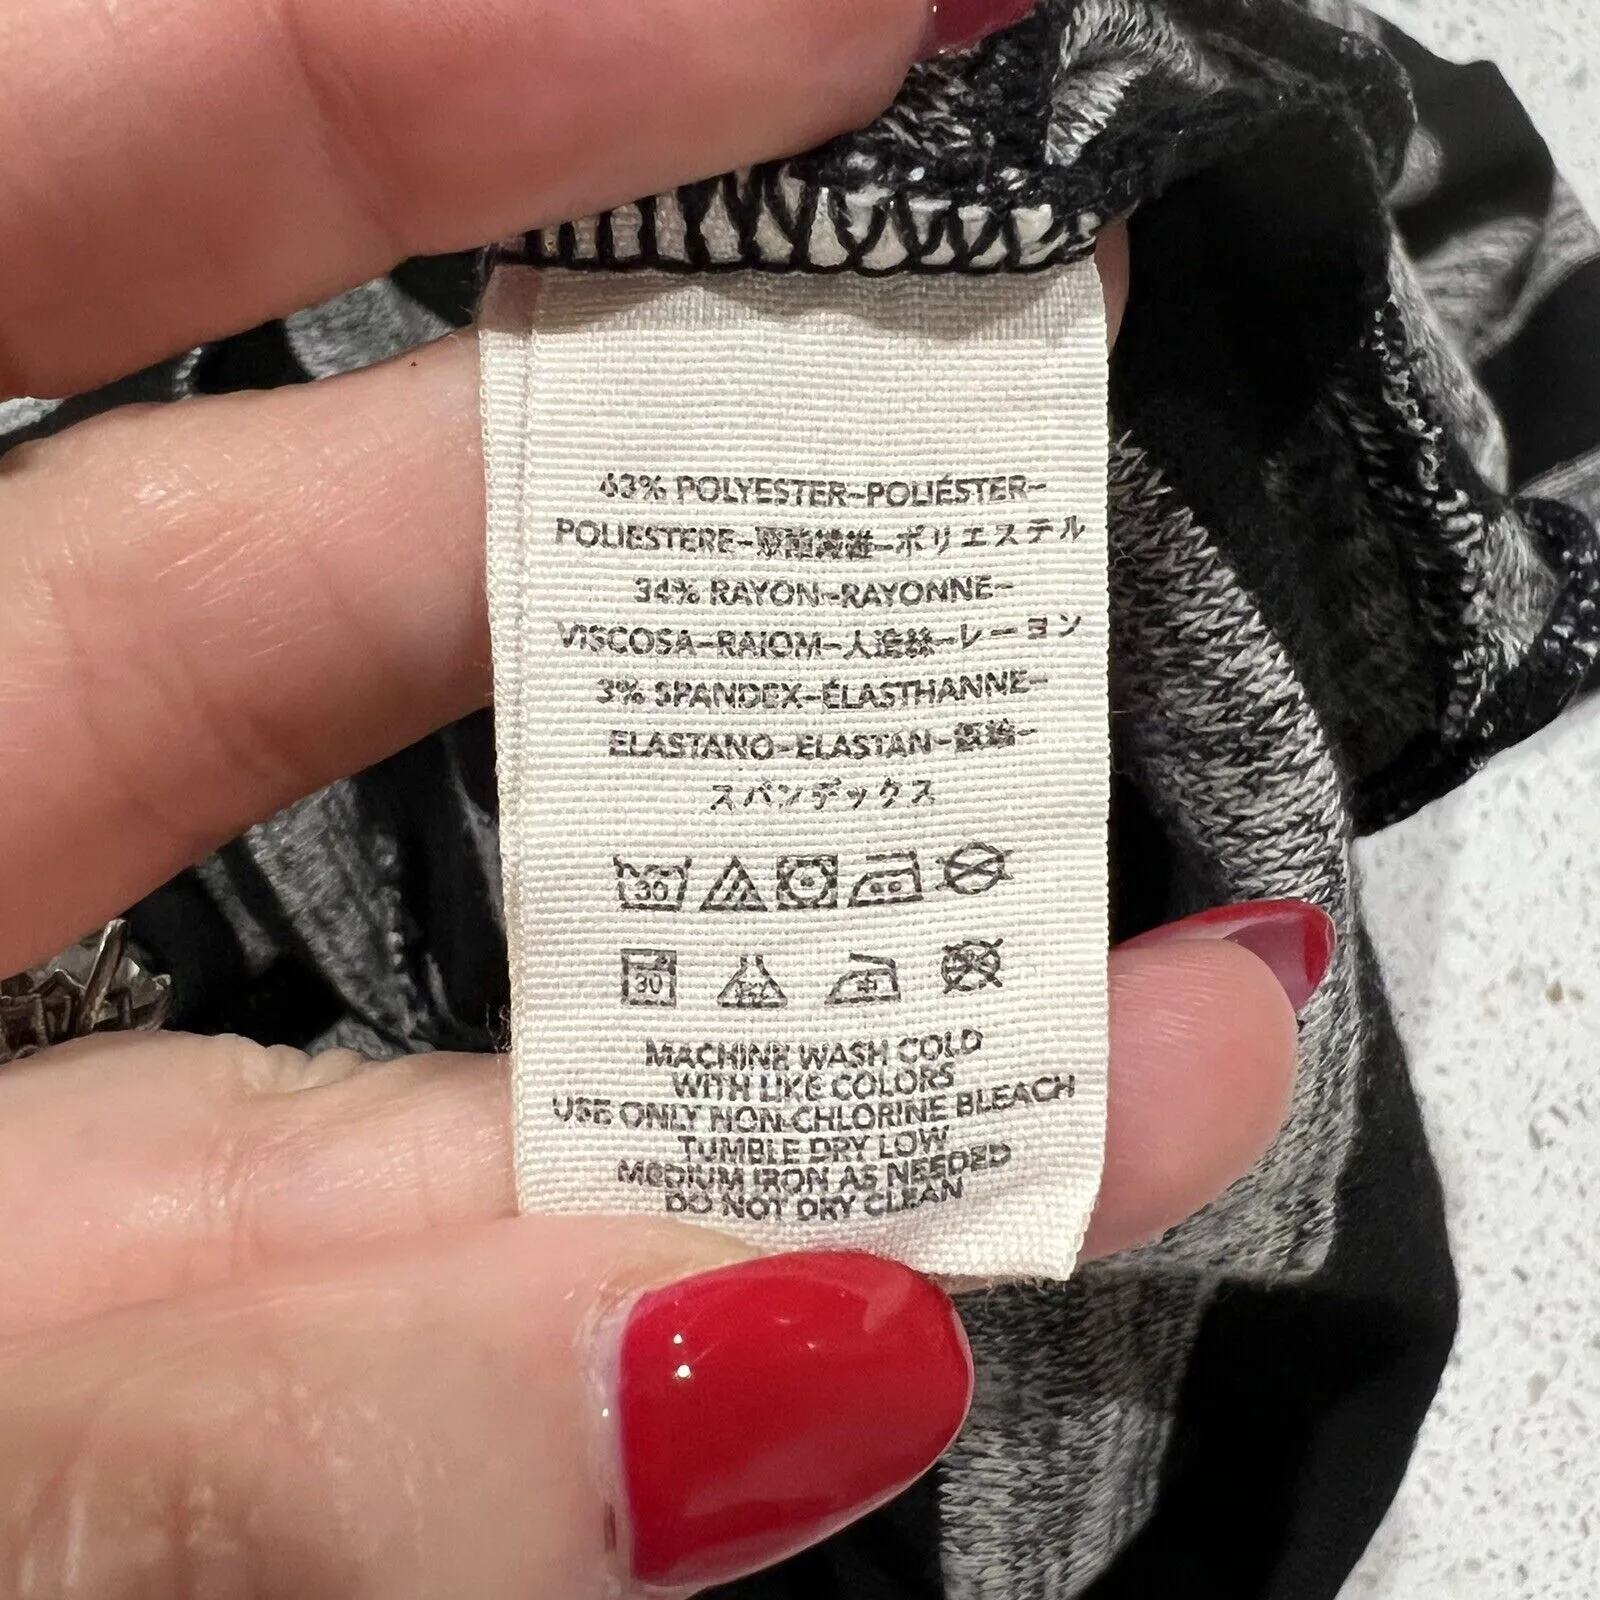 63% POLYESTER-POLIÉSTER-
POLIESTERE-聚酯纖維-ポリエステル
34% RAYON-RAYONNE-
VISCOSA-RAIOM-人造絲-レーヨン
3% SPANDEX-ÉLASTHANNE-
ELASTANO-ELASTAN-
スパンデックス
30
30
MACHINE WASH COLD
WITH LIKE COLORS
USE ONLY NON-CHLORINE BLEACH
TUMBLE DRY LOW
MEDIUM IRON AS NEEDED
DO NOT DRY CLEAN